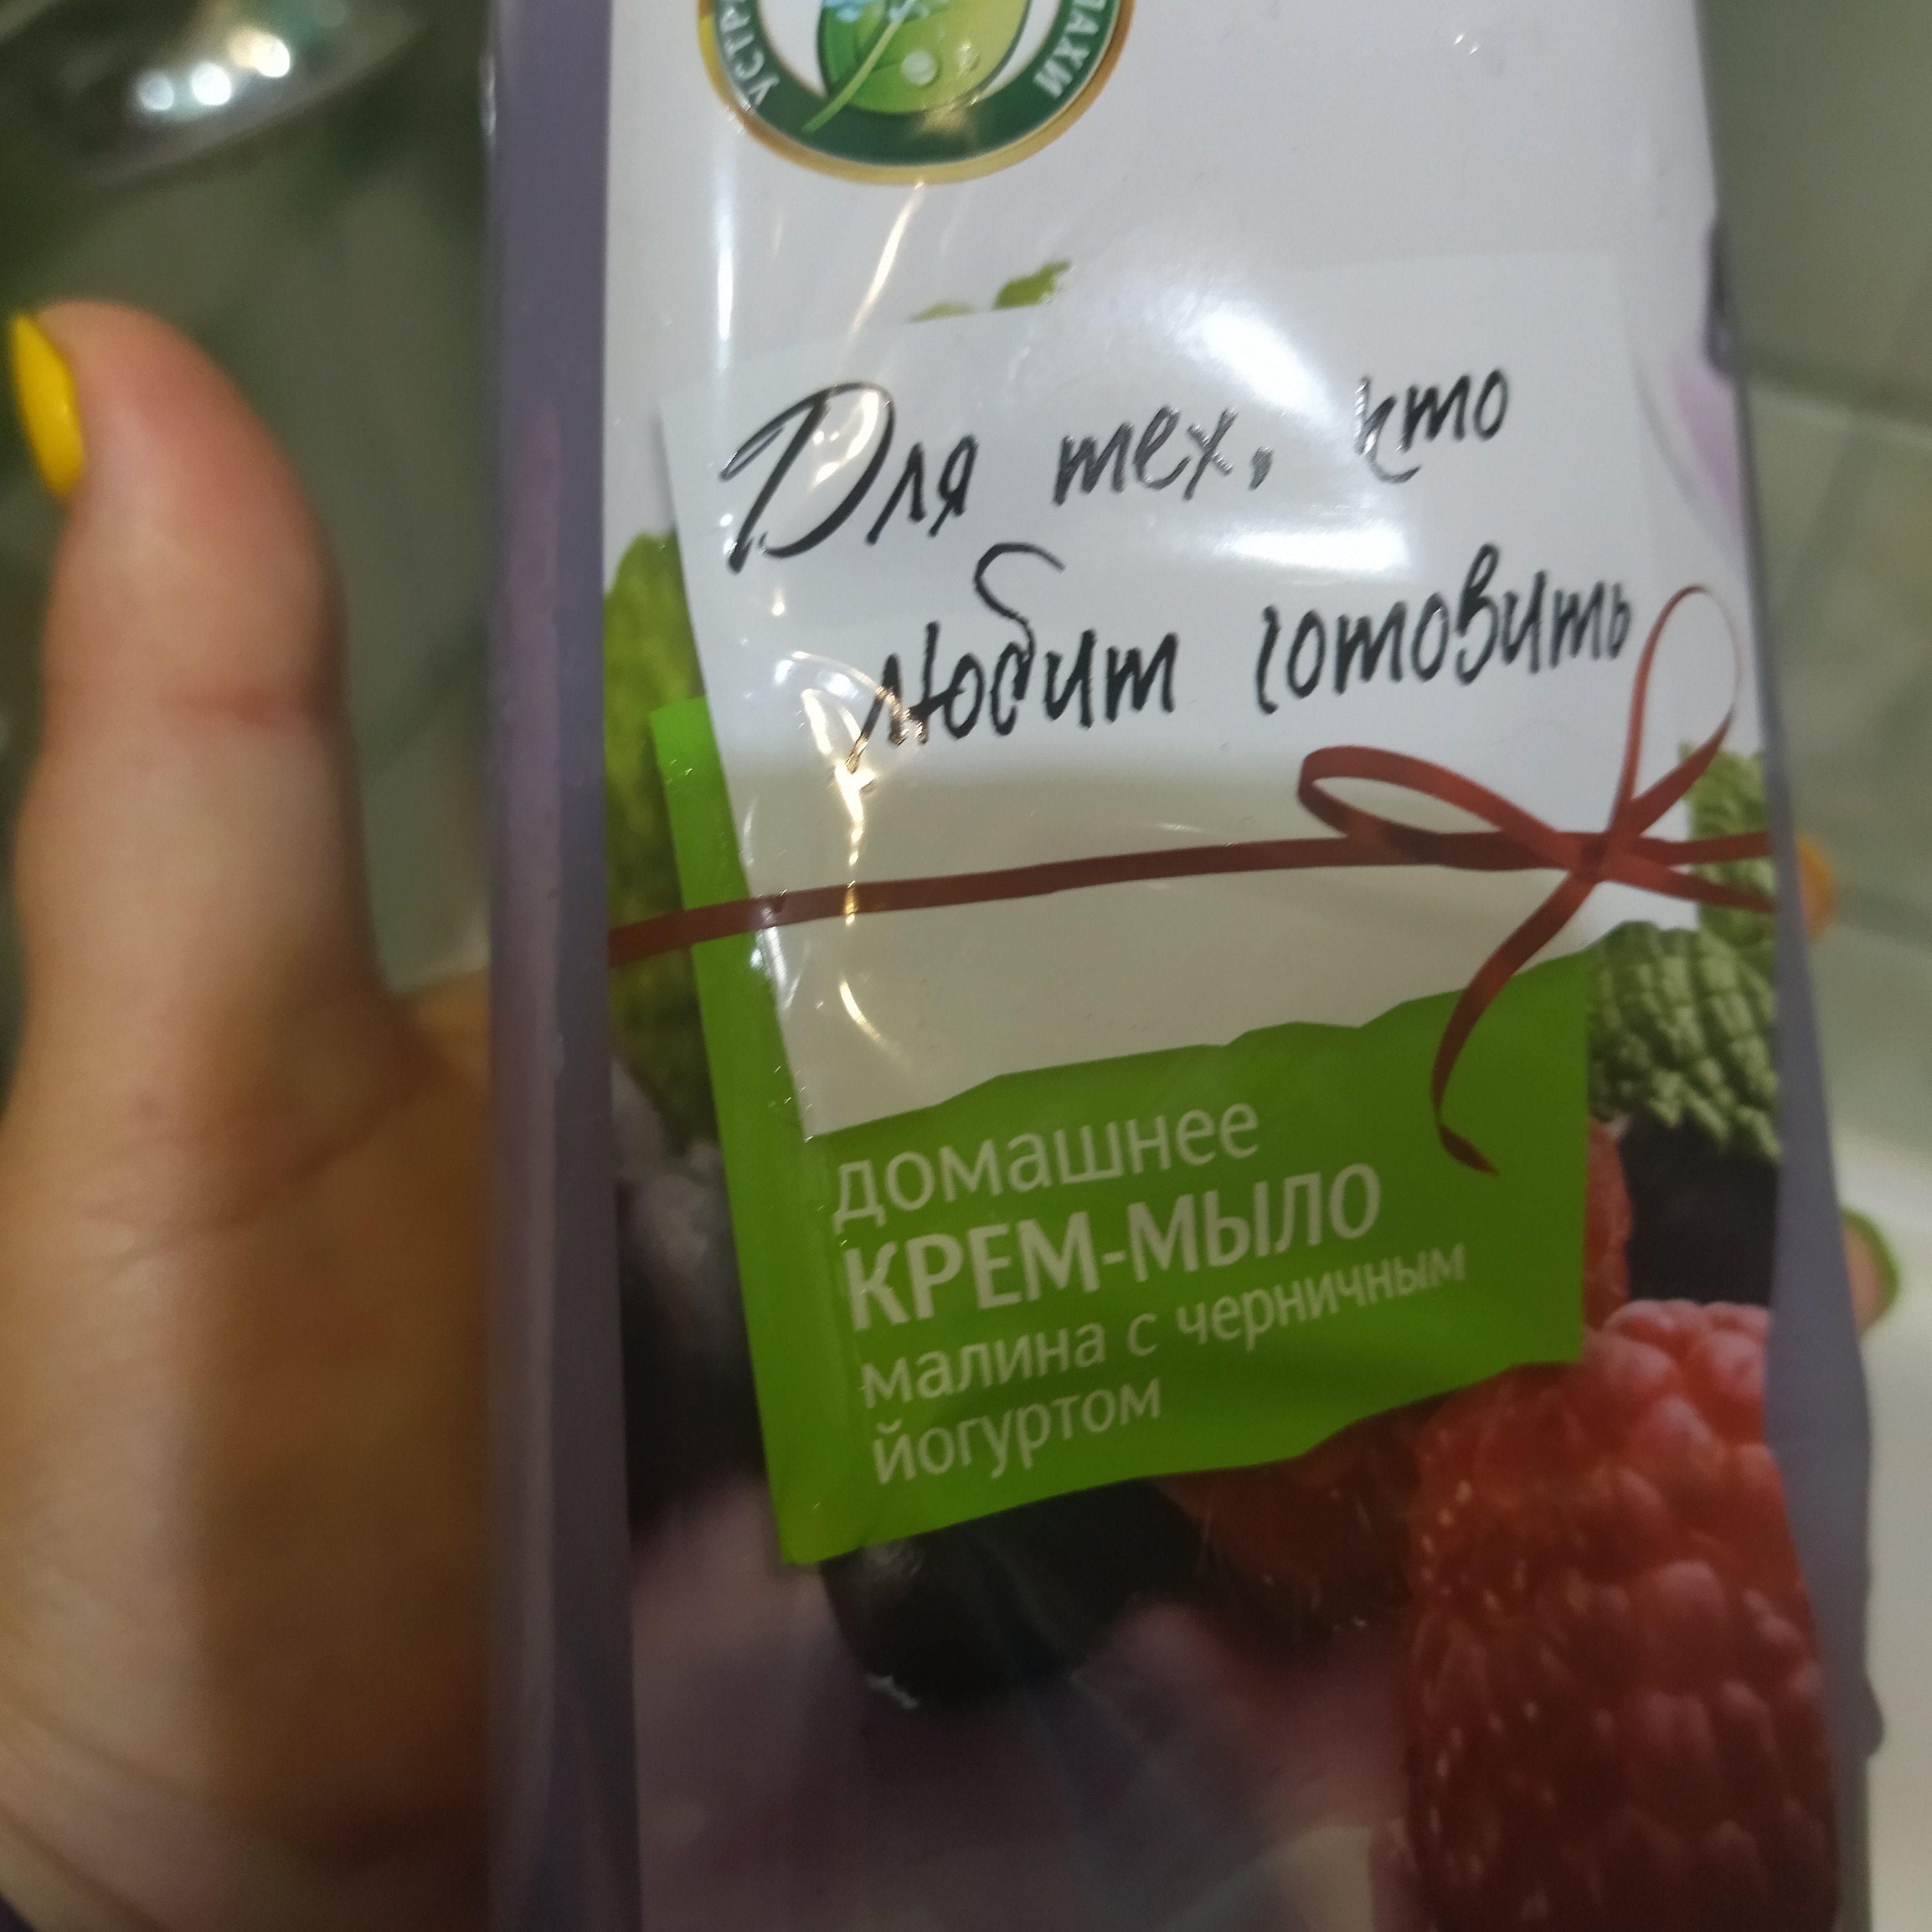 Для тех, кто
любит готовить
домашнее
КРЕМ-МЫЛО
малина с черничным
йогуртом